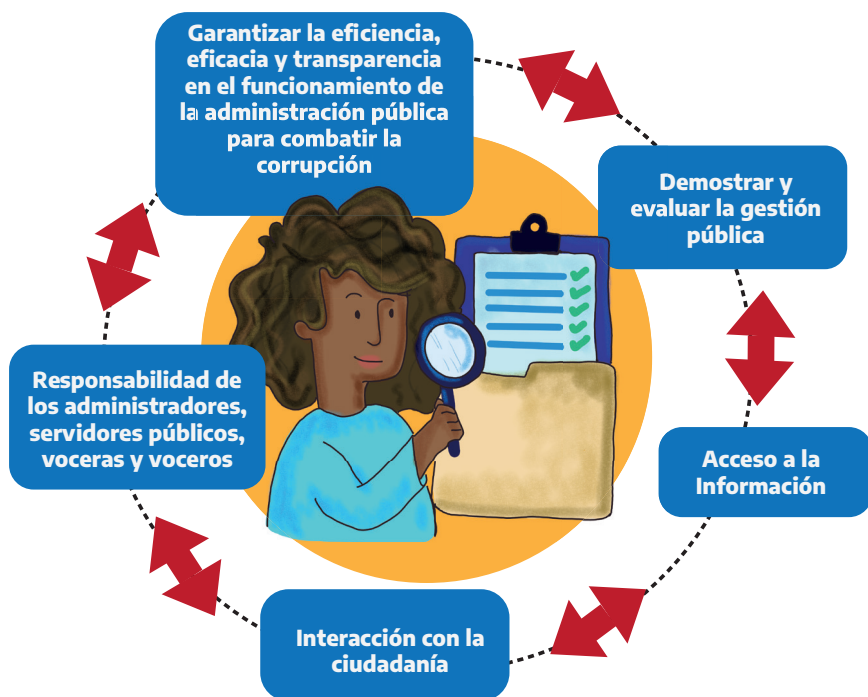 Garantizar la eficiencia,
eficacia y transparencia
en el funcionamiento de
la administración pública
para combatir la
corrupción
Demostrar y
evaluar la gestión
pública
Acceso a la
Información
Interacción con la
ciudadanía
Responsabilidad de
los administradores,
servidores públicos,
voceras y voceros